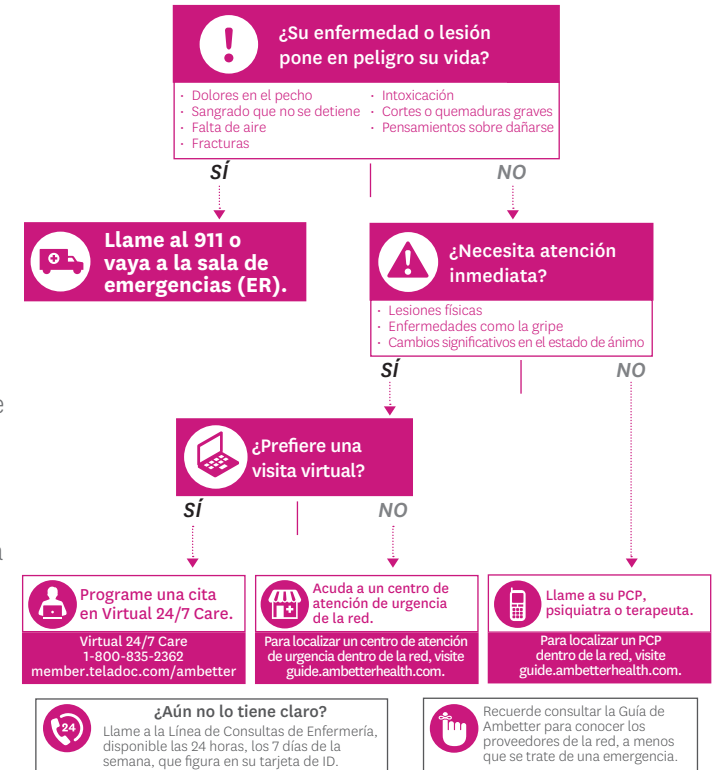 ¿Su enfermedad o lesión
pone en peligro su vida?
· Dolores en el pecho
· Sangrado que no se detiene
· Falta de aire
· Fracturas
· Intoxicación
· Cortes o quemaduras graves
· Pensamientos sobre dañarse
SÍ
NO
Llame al 911 o
vaya a la sala de
emergencias (ER).
¿Necesita atención
inmediata?
· Lesiones físicas
· Enfermedades como la gripe
· Cambios significativos en el estado de ánimo
SÍ
NO
¿Prefiere una
visita virtual?
SÍ
NO
Programe una cita
en Virtual 24/7 Care.
Virtual 24/7 Care
1-800-835-2362
member.teladoc.com/ambetter
Acuda a un centro de
atención de urgencia
de la red.
Para localizar un centro de atención
de urgencia dentro de la red, visite
guide.ambetterhealth.com.
Llame a su PCP,
psiquiatra o terapeuta.
Para localizar un PCP
dentro de la red, visite
guide.ambetterhealth.com.
24
¿Aún no lo tiene claro?
Llame a la Línea de Consultas de Enfermería,
disponible las 24 horas, los 7 días de la
semana, que figura en su tarjeta de ID.
Recuerde consultar la Guía de
Ambetter para conocer los
proveedores de la red, a menos
que se trate de una emergencia.